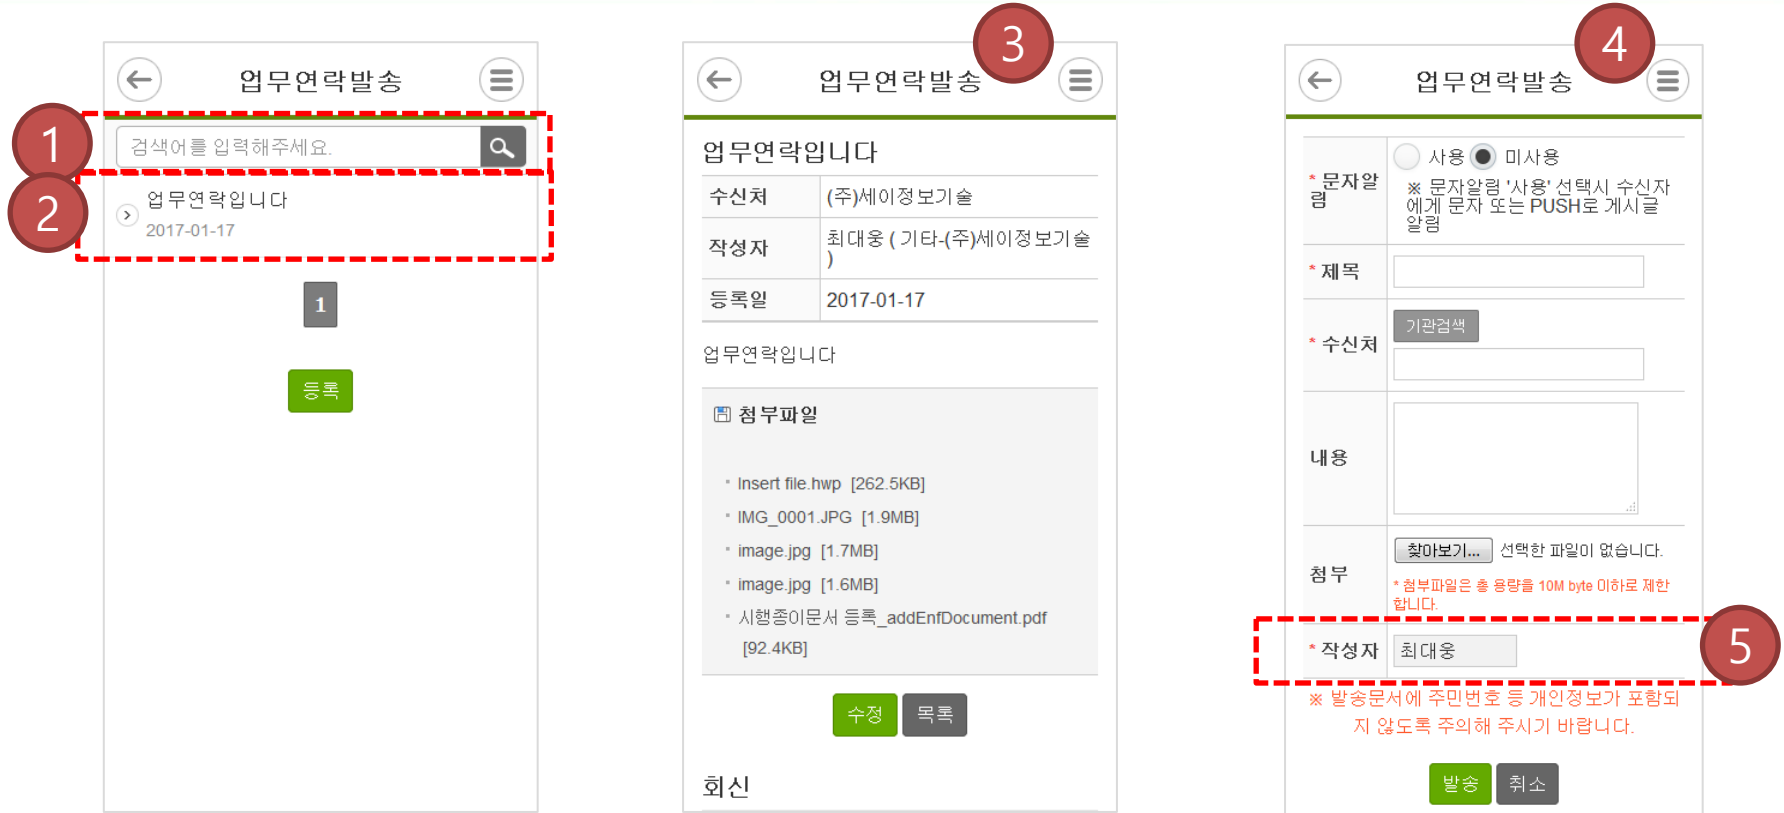 업무연락발송
1
검색어를 입력해주세요.
2
업무연락입니다
2017-01-17
1
등록
3
업무연락발송
업무연락입니다
수신처 (주)세이정보기술
작성자 최대웅 ( 기타-(주)세이정보기술
)
등록일 2017-01-17
업무연락입니다
첨부파일
Insert file.hwp [262.5KB]
IMG_0001.JPG [1.9MB]
image.jpg [1.7MB]
image.jpg [1.6MB]
시행종이문서 등록_addEnfDocument.pdf
[92.4KB]
수정 목록
회신
4
업무연락발송
* 문자알
림
사용 미사용
※ 문자알림 '사용' 선택시 수신자
에게 문자 또는 PUSH로 게시글
알림
* 제목
* 수신처
기관검색
내용
첨부
찾아보기... 선택한 파일이 없습니다.
* 첨부파일은 총 용량을 10M byte 이하로 제한
합니다.
5
* 작성자 최대웅
※ 발송문서에 주민번호 등 개인정보가 포함되
지 않도록 주의해 주시기 바랍니다.
발송 취소